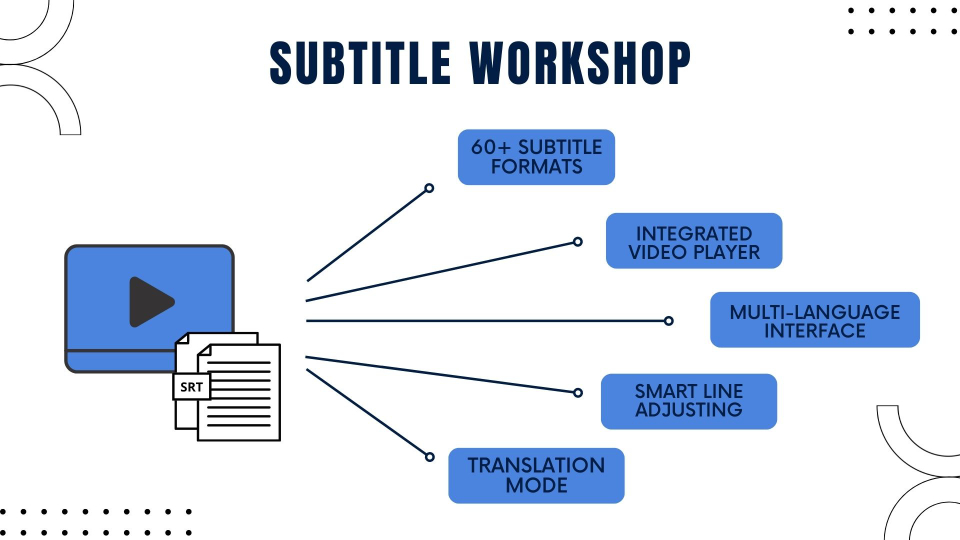 SUBTITLE WORKSHOP
60+ SUBTITLE
FORMATS
INTEGRATED
VIDEO PLAYER
MULTI-LANGUAGE
INTERFACE
SMART LINE
ADJUSTING
TRANSLATION
MODE
SRT